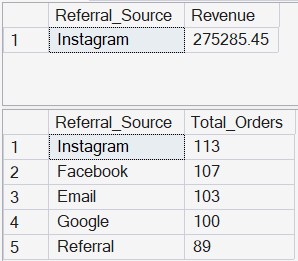 Referral_Source Revenue
1 Instagram 275285.45
Referral_Source Total_Orders
1 Instagram 113
2 Facebook 107
3 Email 103
4 Google 100
5 Referral 89